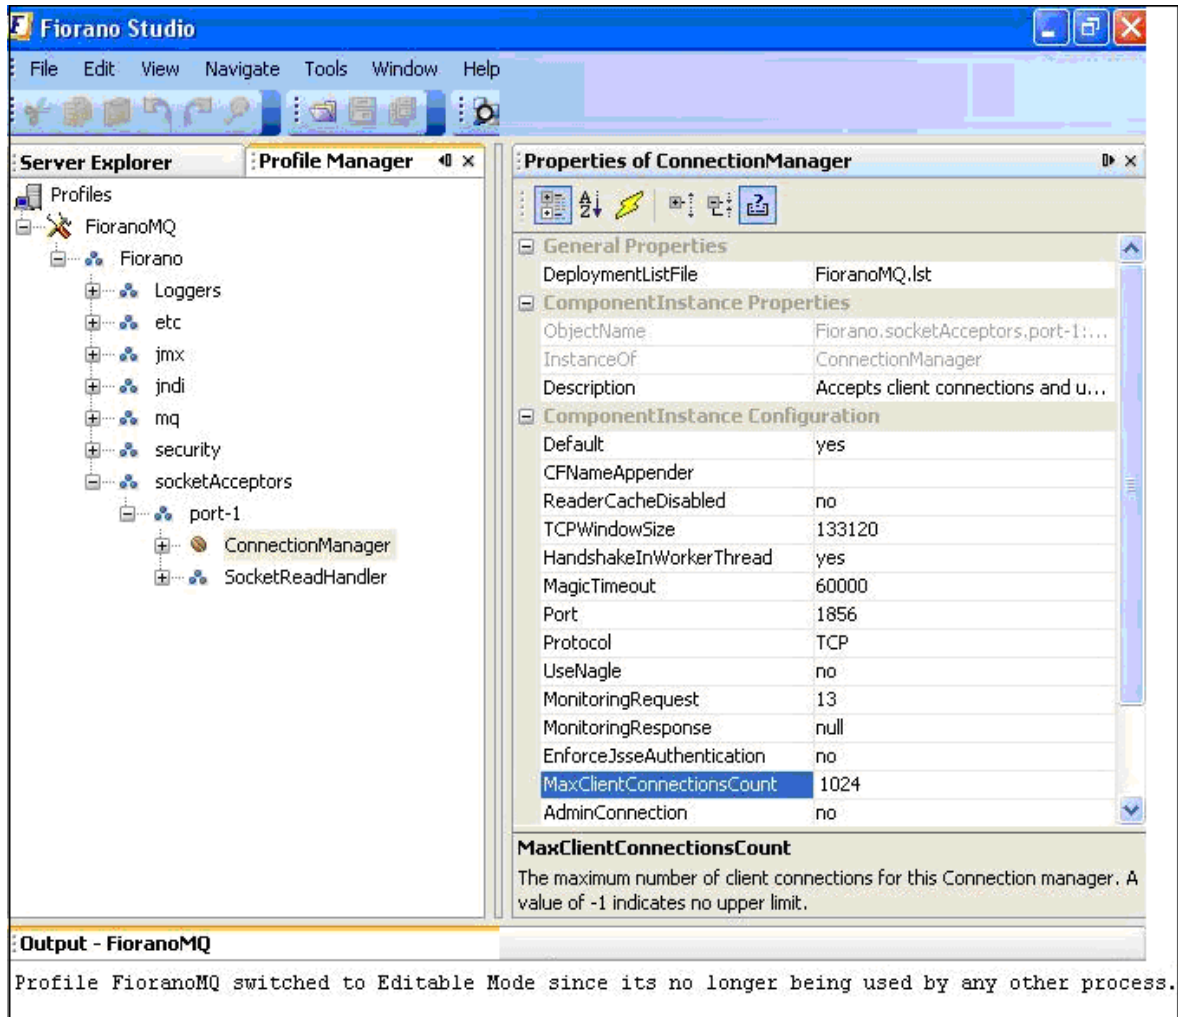 Fiorano Studio
File Edit View Navigate Tools Window Help
Server Explorer
Profile Manager
Profiles
FioranoMQ
Fiorano
Loggers
etc
jmx
jndi
mq
security
socketAcceptors
port-1
ConnectionManager
SocketReadHandler
Properties of ConnectionManager
General Properties
DeploymentListFile FioranoMQ.lst
ComponentInstance Properties
ObjectName Fiorano.socketAcceptors.port-1:...
InstanceOf ConnectionManager
Description Accepts client connections and u...
ComponentInstance Configuration
Default yes
CFNameAppender
ReaderCacheDisabled no
TCPWindowSize 133120
HandshakeInWorkerThread yes
MagicTimeout 60000
Port 1856
Protocol TCP
UseNagle no
MonitoringRequest 13
MonitoringResponse null
EnforceJsseAuthentication no
MaxClientConnectionsCount 1024
AdminConnection no
MaxClientConnectionsCount
The maximum number of client connections for this Connection manager. A
value of -1 indicates no upper limit.
Output - FioranoMQ
Profile FioranoMQ switched to Editable Mode since its no longer being used by any other process.